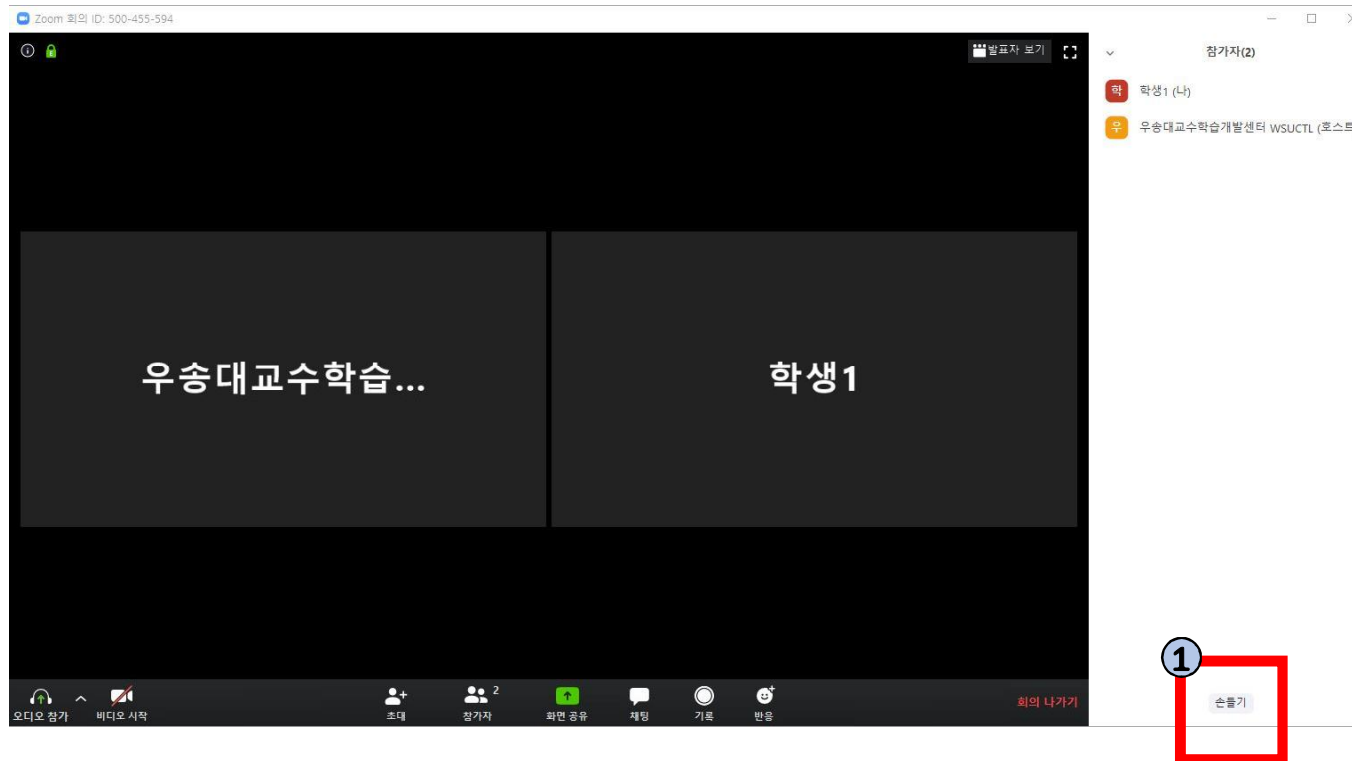 Zoom 회의 ID: 500-455-594
발표자 보기
참가자(2)
학 학생1 (나)
우 우송대교수학습개발센터 WSUCTL (호스트
우송대교수학습...
학생1
1
손들기
2
오디오 참가 비디오 시작 초대 참가자 화면 공유 채팅 기록 반응 회의 나가기